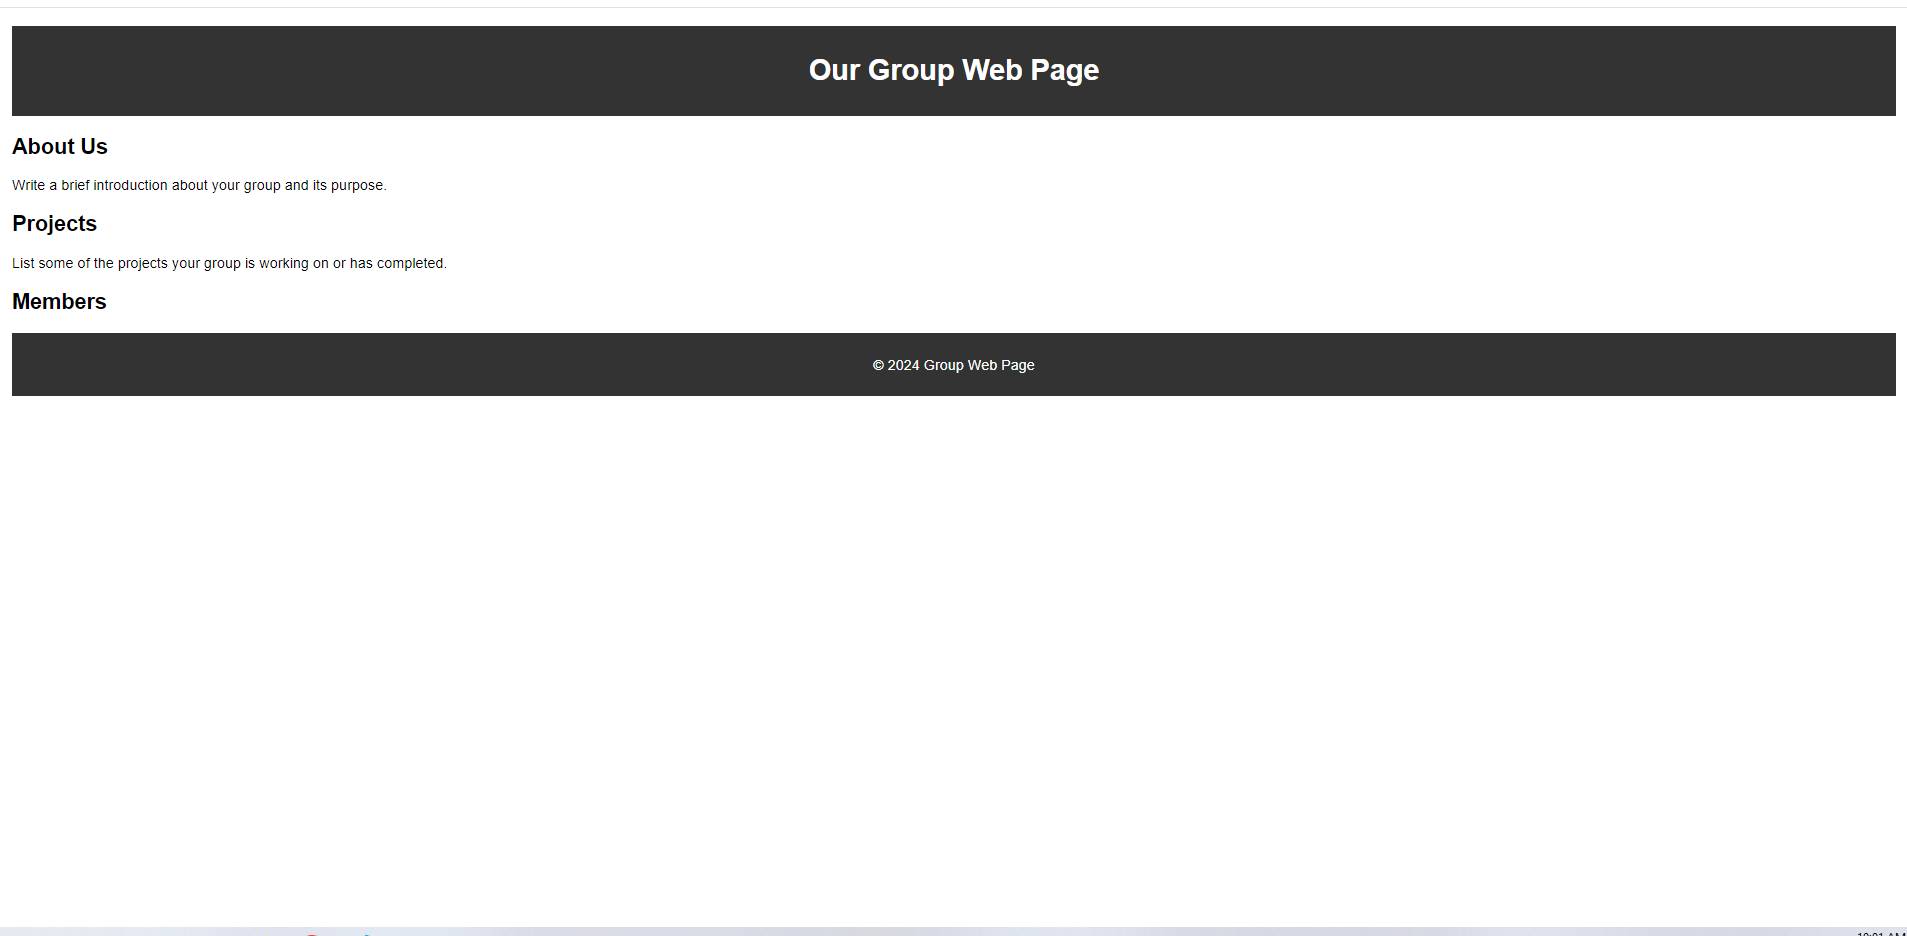 Our Group Web Page
About Us
Write a brief introduction about your group and its purpose.
Projects
List some of the projects your group is working on or has completed.
Members
© 2024 Group Web Page